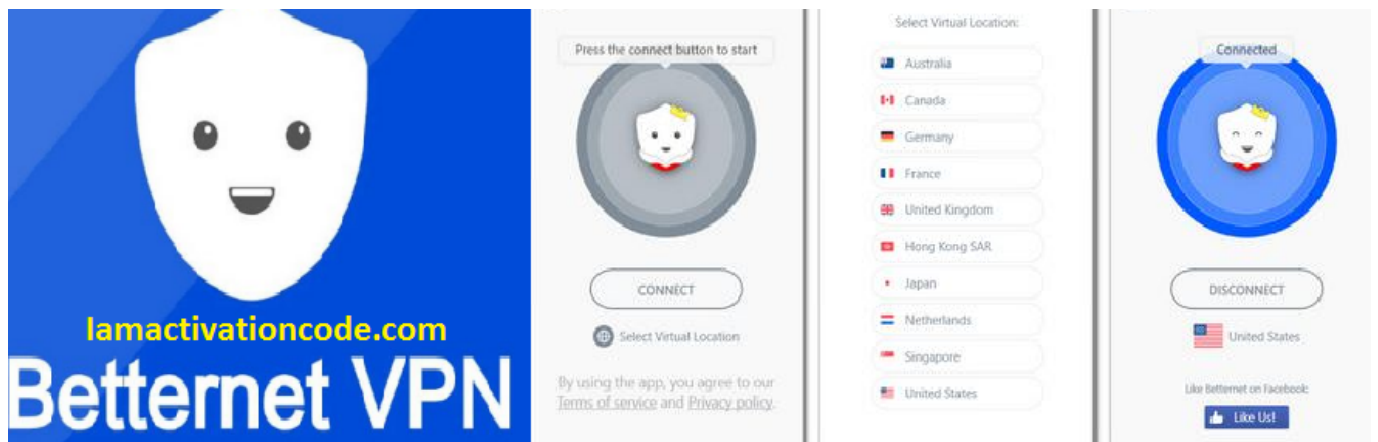 Iamactivationcode.com
Betternet VPN
Press the connect button to start
CONNECT
Select Virtual Location
By using the app, you agree to our
Terms of service and Privacy policy.
Select Virtual Location:
Australia
Canada
Germany
France
United Kingdom
Hong Kong SAR
Japan
Netherlands
Singapore
United States
Connected
DISCONNECT
United States
Like Betternet on Facebook:
Like Us!